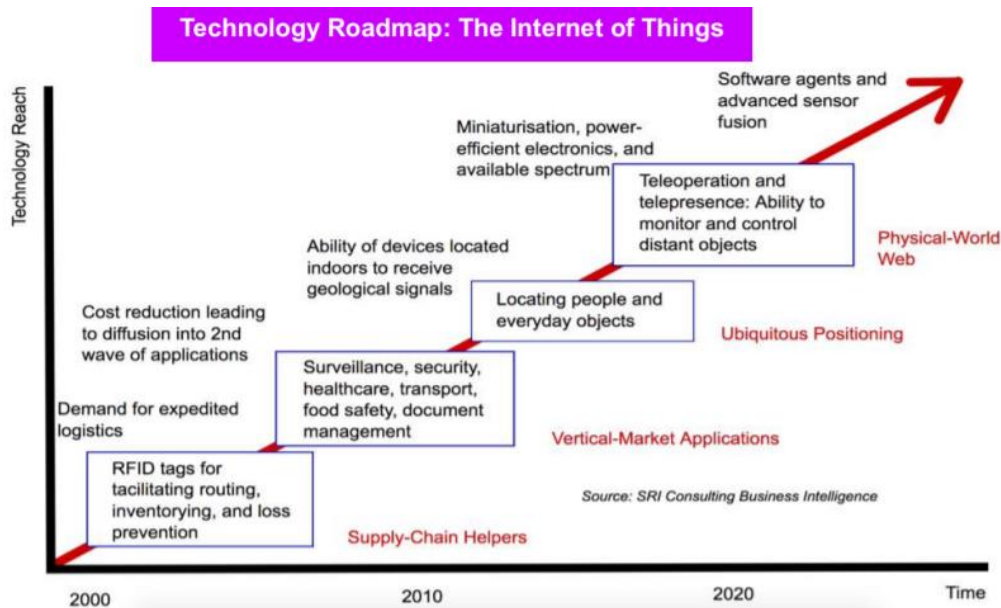 Technology Roadmap: The Internet of Things
Technology Reach
Software agents and
advanced sensor
fusion
Miniaturisation, power-
efficient electronics, and
available spectrum
Teleoperation and
telepresence: Ability to
monitor and control
distant objects
Physical-World
Web
Ability of devices located
indoors to receive
geological signals
Locating people and
everyday objects
Ubiquitous Positioning
Cost reduction leading
to diffusion into 2nd
wave of applications
Surveillance, security,
healthcare, transport,
food safety, document
management
Vertical-Market Applications
Demand for expedited
logistics
RFID tags for
tacilitating routing,
inventorying, and loss
prevention
Supply-Chain Helpers
Source: SRI Consulting Business Intelligence
2000
2010
2020
Time